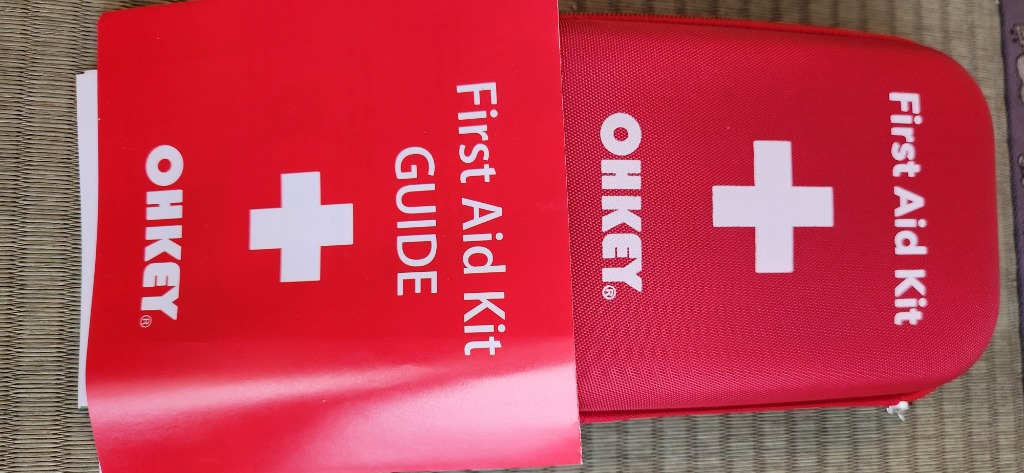 First Aid Kit
GUIDE
OHKEY®
First Aid Kit
OHKEY®